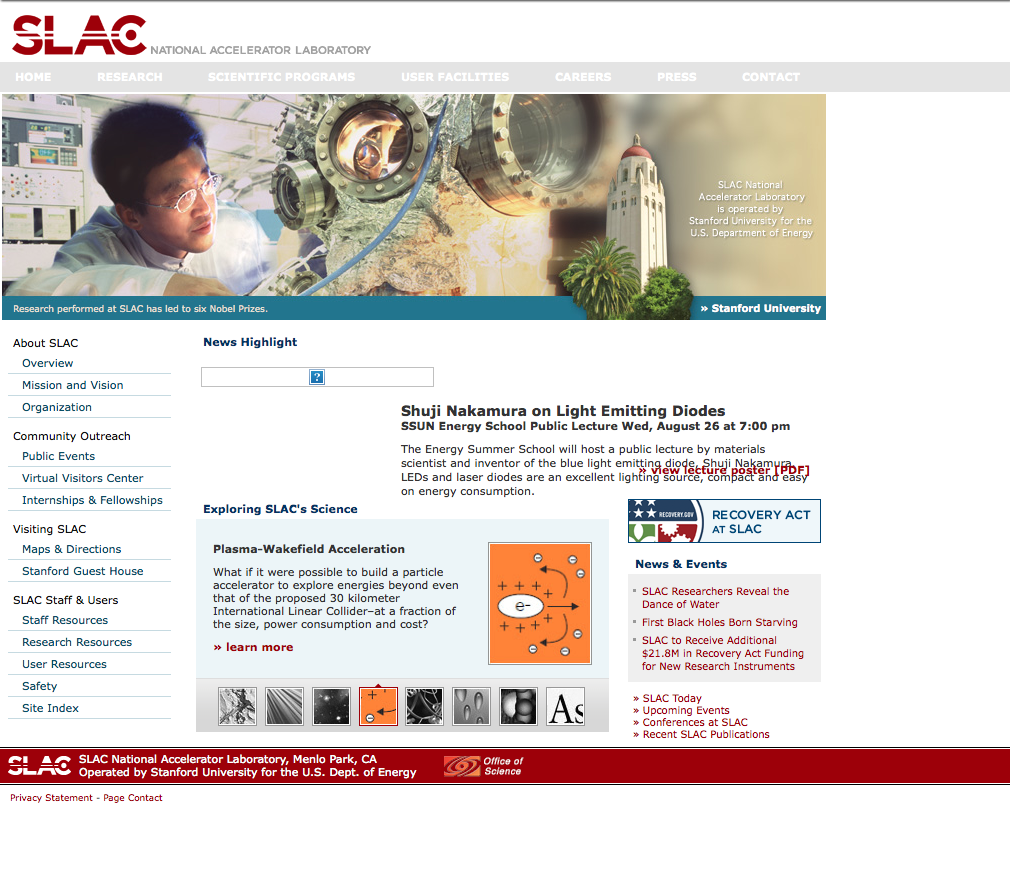 SLAC NATIONAL ACCELERATOR LABORATORY
HOME RESEARCH SCIENTIFIC PROGRAMS USER FACILITIES CAREERS PRESS CONTACT
SLAC National
Accelerator Laboratory
is operated by
Stanford University for the
U.S. Department of Energy
Research performed at SLAC has led to six Nobel Prizes.
» Stanford University
About SLAC
Overview
Mission and Vision
Organization
Community Outreach
Public Events
Virtual Visitors Center
Internships & Fellowships
Visiting SLAC
Maps & Directions
Stanford Guest House
SLAC Staff & Users
Staff Resources
Research Resources
User Resources
Safety
Site Index
News Highlight
?
Shuji Nakamura on Light Emitting Diodes
SSUN Energy School Public Lecture Wed, August 26 at 7:00 pm
The Energy Summer School will host a public lecture by materials
scientist and inventor of the blue light emitting diode, Shuji Nakamura.
» view lecture poster [PDF]
LEDs and laser diodes are an excellent lighting source, compact and easy
on energy consumption.
Exploring SLAC's Science
Plasma-Wakefield Acceleration
What if it were possible to build a particle
accelerator to explore energies beyond even
that of the proposed 30 kilometer
International Linear Collider–at a fraction of
the size, power consumption and cost?
» learn more
e-
As
RECOVERY.GOV
RECOVERY ACT
AT SLAC
News & Events
SLAC Researchers Reveal the
Dance of Water
First Black Holes Born Starving
SLAC to Receive Additional
$21.8M in Recovery Act Funding
for New Research Instruments
» SLAC Today
» Upcoming Events
» Conferences at SLAC
» Recent SLAC Publications
SLAC
SLAC National Accelerator Laboratory, Menlo Park, CA
Operated by Stanford University for the U.S. Dept. of Energy
Office of
Science
Privacy Statement - Page Contact